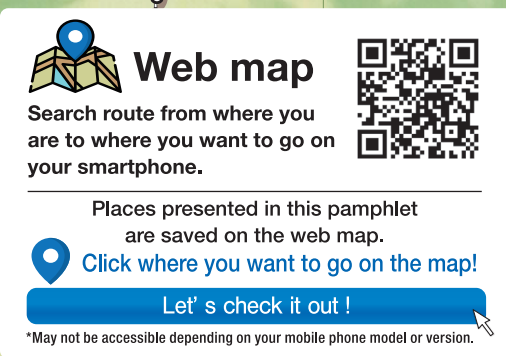 Web map
Search route from where you
are to where you want to go on
your smartphone.
Places presented in this pamphlet
are saved on the web map.
Click where you want to go on the map!
Let' s check it out !
*May not be accessible depending on your mobile phone model or version.